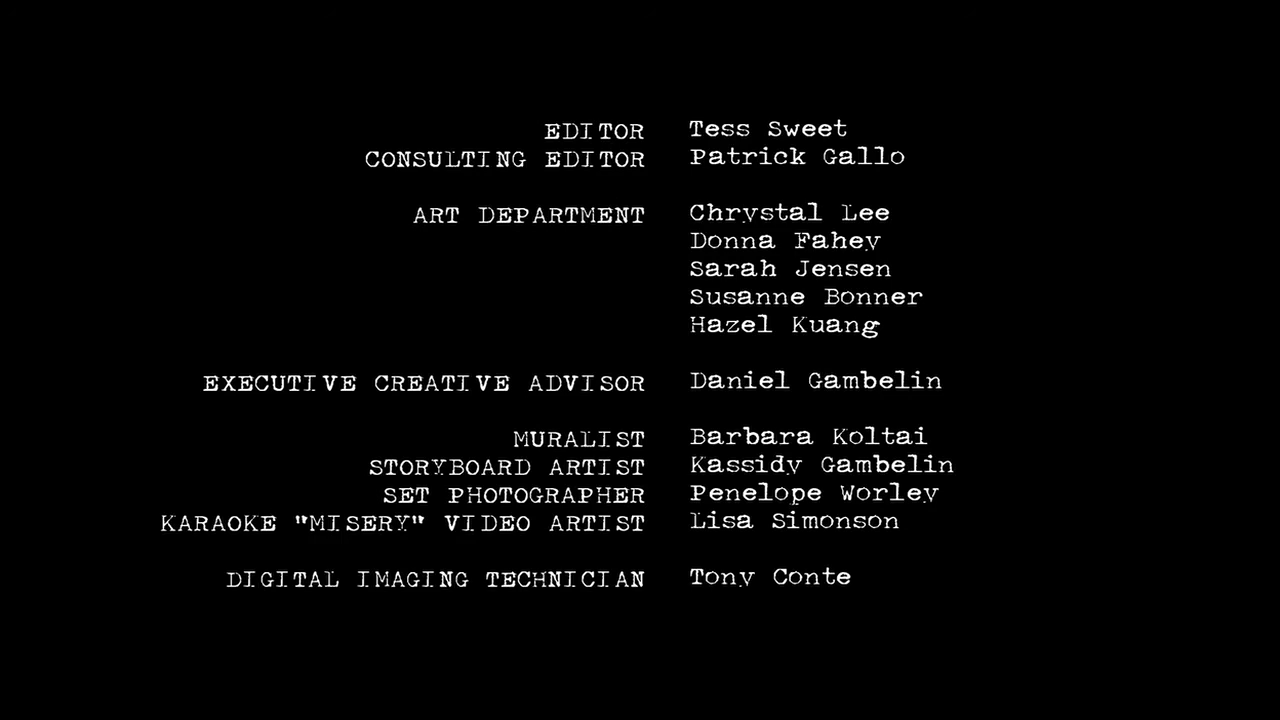 EDITOR Tess Sweet
CONSULTING EDITOR Patrick Gallo
ART DEPARTMENT Chrystal Lee
Donna Fahey
Sarah Jensen
Susanne Bonner
Hazel Kuang
EXECUTIVE CREATIVE ADVISOR Daniel Gambelin
MURALIST Barbara Koltai
STORYBOARD ARTIST Kassidy Gambelin
SET PHOTOGRAPHER Penelope Worley
KARAOKE "MISERY" VIDEO ARTIST Lisa Simonson
DIGITAL IMAGING TECHNICIAN Tony Conte